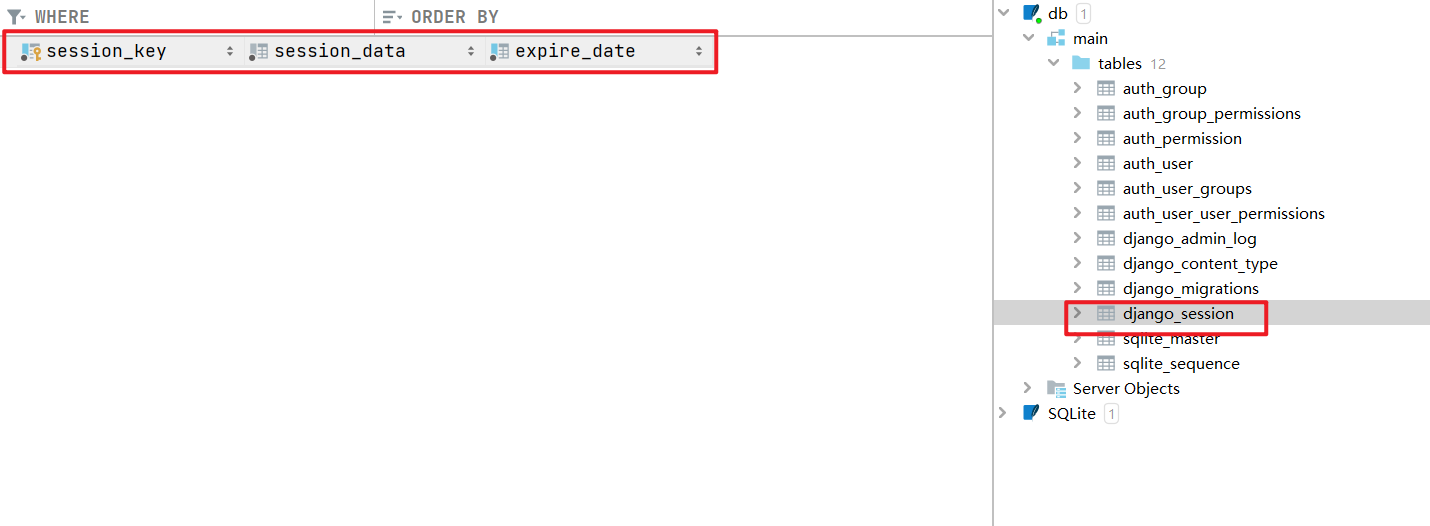 WHERE ORDER BY
session_key session_data expire_date
db 1
main
tables 12
auth_group
auth_group_permissions
auth_permission
auth_user
auth_user_groups
auth_user_user_permissions
django_admin_log
django_content_type
django_migrations
django_session
sqlite_master
sqlite_sequence
Server Objects
SQLite 1